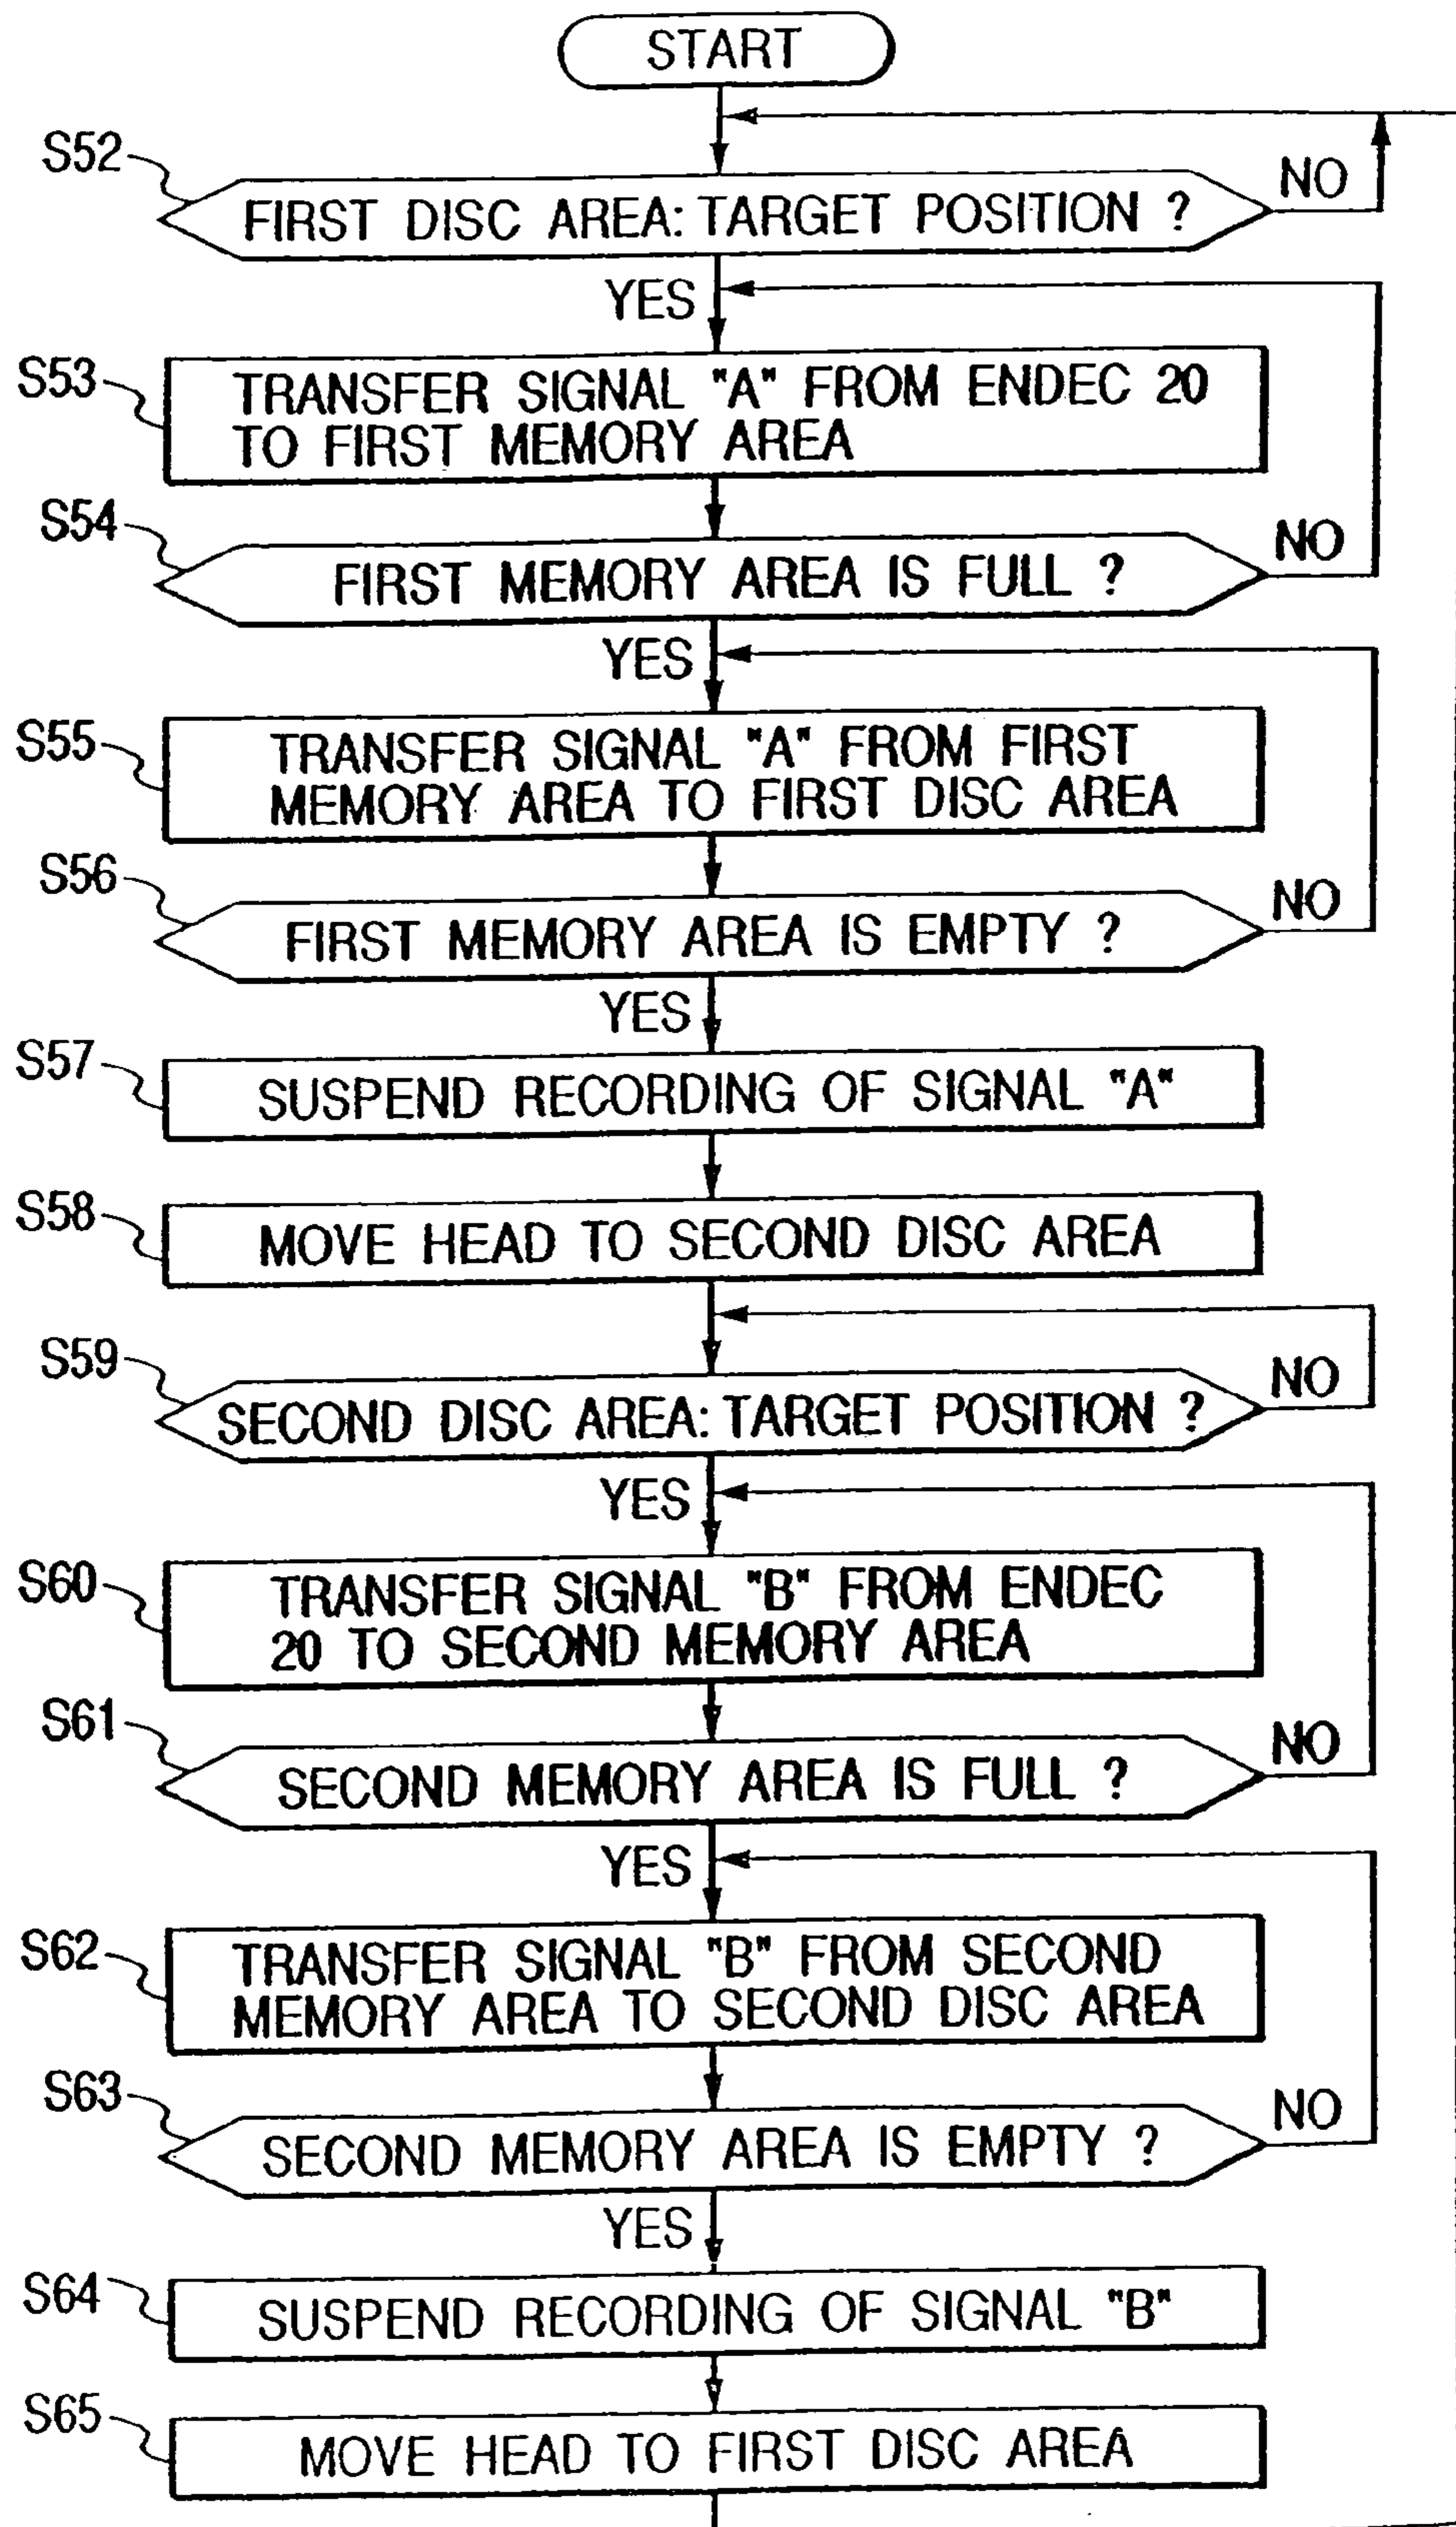 START
S52
FIRST DISC AREA: TARGET POSITION ?
NO
YES
S53
TRANSFER SIGNAL "A" FROM ENDEC 20
TO FIRST MEMORY AREA
S54
FIRST MEMORY AREA IS FULL ?
NO
YES
S55
TRANSFER SIGNAL "A" FROM FIRST
MEMORY AREA TO FIRST DISC AREA
S56
FIRST MEMORY AREA IS EMPTY ?
NO
YES
S57
SUSPEND RECORDING OF SIGNAL "A"
S58
MOVE HEAD TO SECOND DISC AREA
S59
SECOND DISC AREA: TARGET POSITION ?
NO
YES
S60
TRANSFER SIGNAL "B" FROM ENDEC
20 TO SECOND MEMORY AREA
S61
SECOND MEMORY AREA IS FULL ?
NO
YES
S62
TRANSFER SIGNAL "B" FROM SECOND
MEMORY AREA TO SECOND DISC AREA
S63
SECOND MEMORY AREA IS EMPTY ?
NO
YES
S64
SUSPEND RECORDING OF SIGNAL "B"
S65
MOVE HEAD TO FIRST DISC AREA